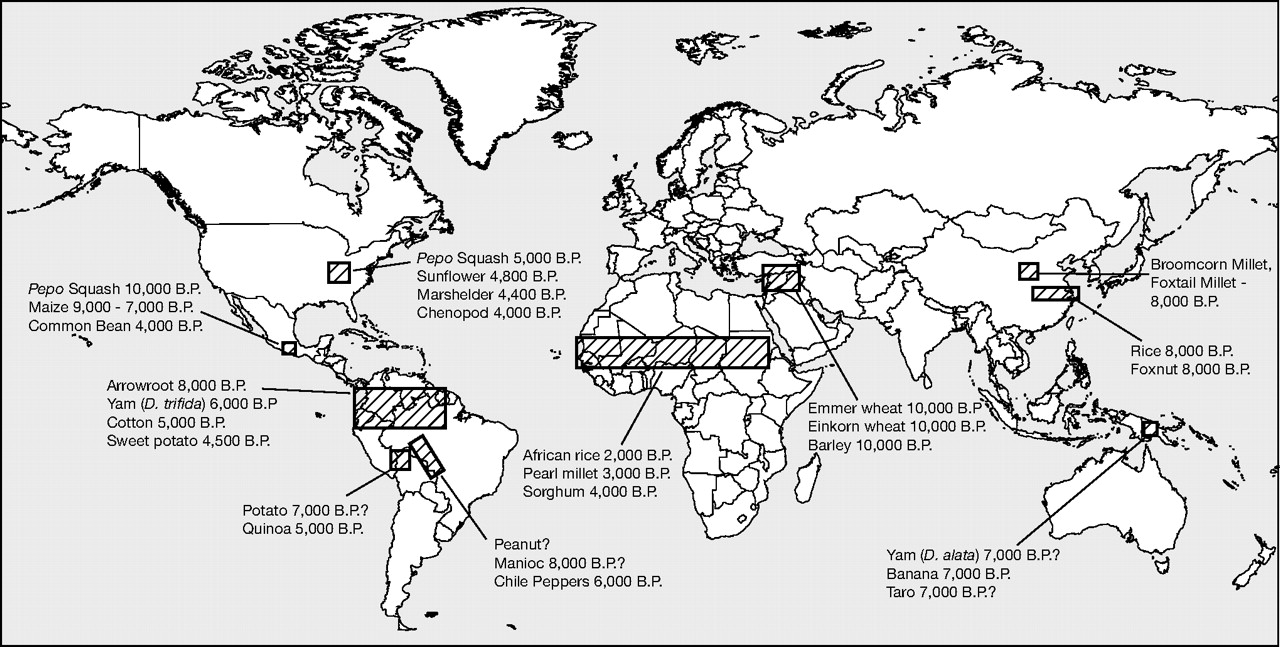 Pepo Squash 5,000 B.P.
Sunflower 4,800 B.P.
Marshelder 4,400 B.P.
Chenopod 4,000 B.P.
Pepo Squash 10,000 B.P.
Maize 9,000 - 7,000 B.P.
Common Bean 4,000 B.P.
Arrowroot 8,000 B.P.
Yam (D. trifida) 6,000 B.P
Cotton 5,000 B.P.
Sweet potato 4,500 B.P.
Potato 7,000 B.P.?
Quinoa 5,000 B.P.
Peanut?
Manioc 8,000 B.P.?
Chile Peppers 6,000 B.P.
African rice 2,000 B.P.
Pearl millet 3,000 B.P.
Sorghum 4,000 B.P.
Emmer wheat 10,000 B.P
Einkorn wheat 10,000 B.P.
Barley 10,000 B.P.
Broomcorn Millet,
Foxtail Millet -
8,000 B.P.
Rice 8,000 B.P.
Foxnut 8,000 B.P.
Yam (D. alata) 7,000 B.P.?
Banana 7,000 B.P.
Taro 7,000 B.P.?